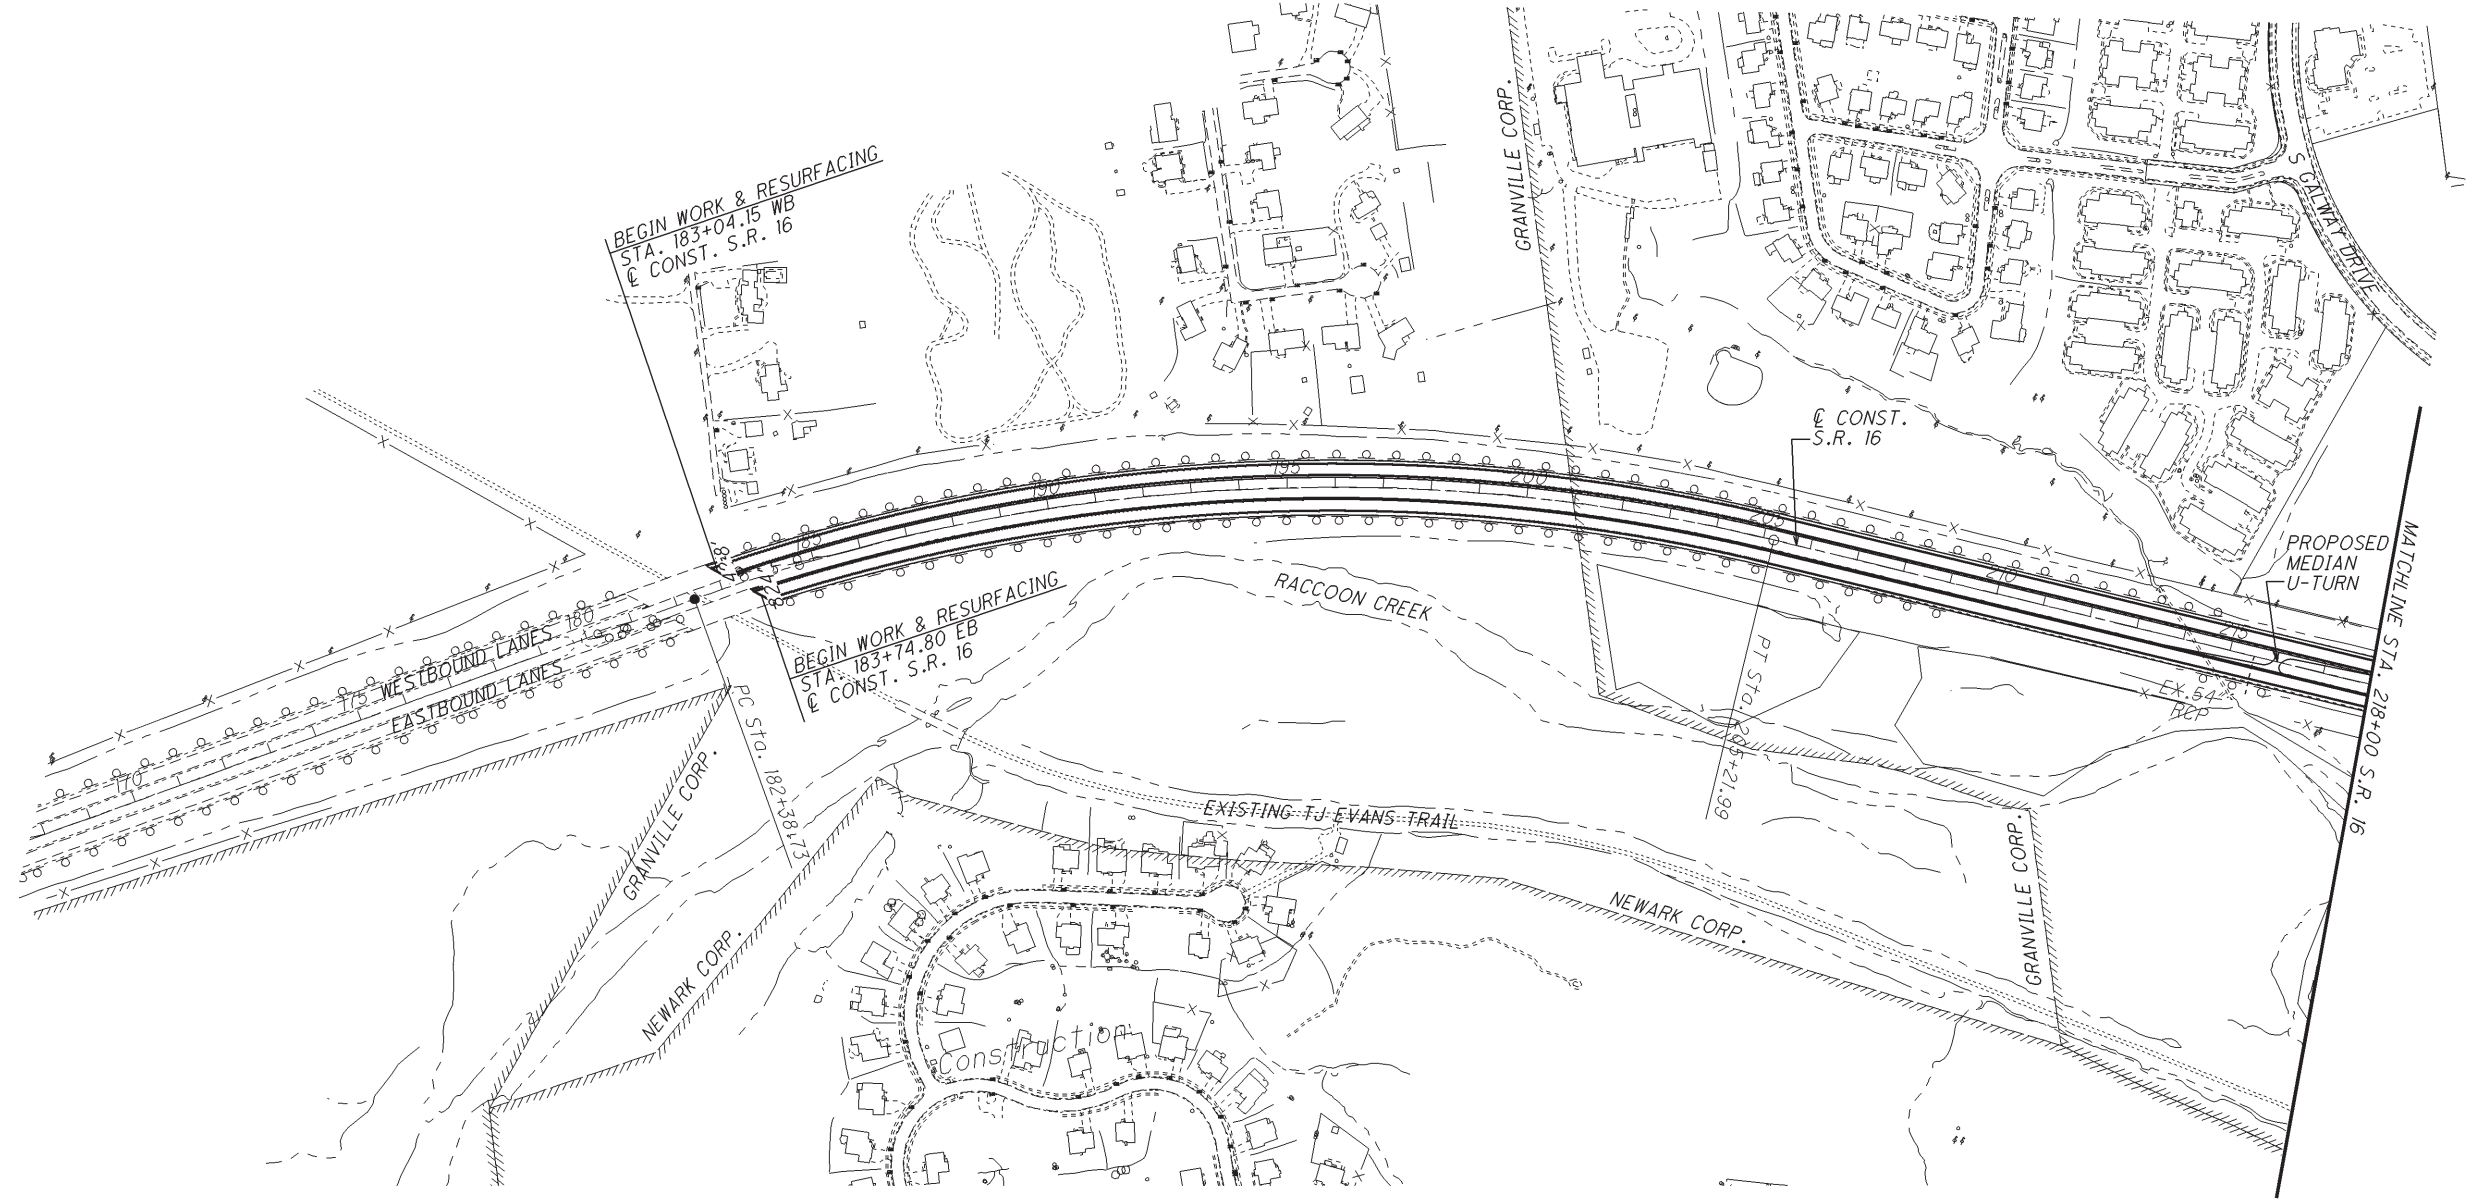 BEGIN WORK & RESURFACING
STA. 183+04.15 WB
℄ CONST. S.R. 16
GRANVILLE CORP.
S GALWAY DRIVE
℄ CONST.
S.R. 16
PROPOSED
MEDIAN
U-TURN
MATCHLINE STA. 218+00 S.R. 16
170
175
180
185
190
195
200
205
210
215
WESTBOUND LANES
EASTBOUND LANES
BEGIN WORK & RESURFACING
STA. 183+74.80 EB
℄ CONST. S.R. 16
RACCOON CREEK
PC Sta. 182+38.73
PT Sta. 205+21.99
EX. 54"
RCP
EXISTING TJ EVANS TRAIL
GRANVILLE CORP.
NEWARK CORP.
NEWARK CORP.
GRANVILLE CORP.
Construction